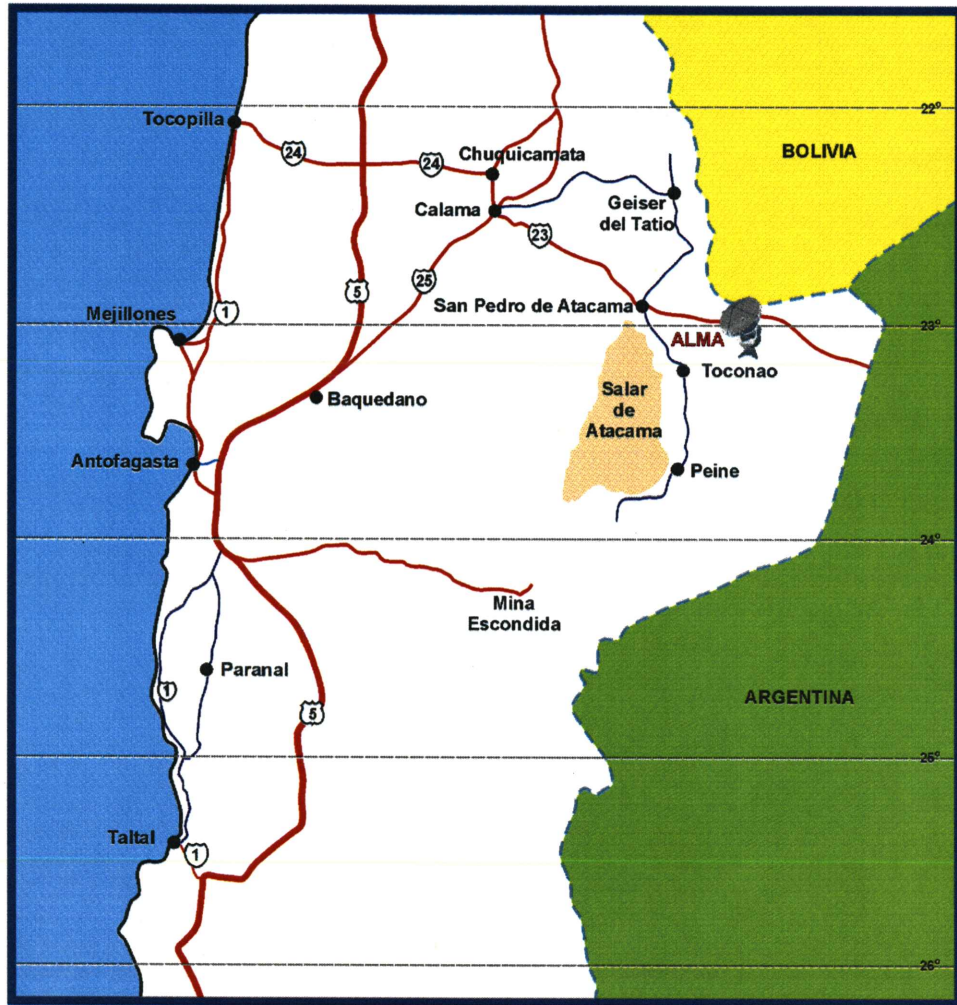 22°
Tocopilla
BOLIVIA
24
24
Chuquicamata
Geiser
del Tatio
Calama
23
25
5
San Pedro de Atacama
1
Mejillones
23°
ALMA
Toconao
Salar
de
Atacama
Baquedano
Antofagasta
Peine
24°
Mina
Escondida
Paranal
1
5
ARGENTINA
25°
Taltal
1
26°